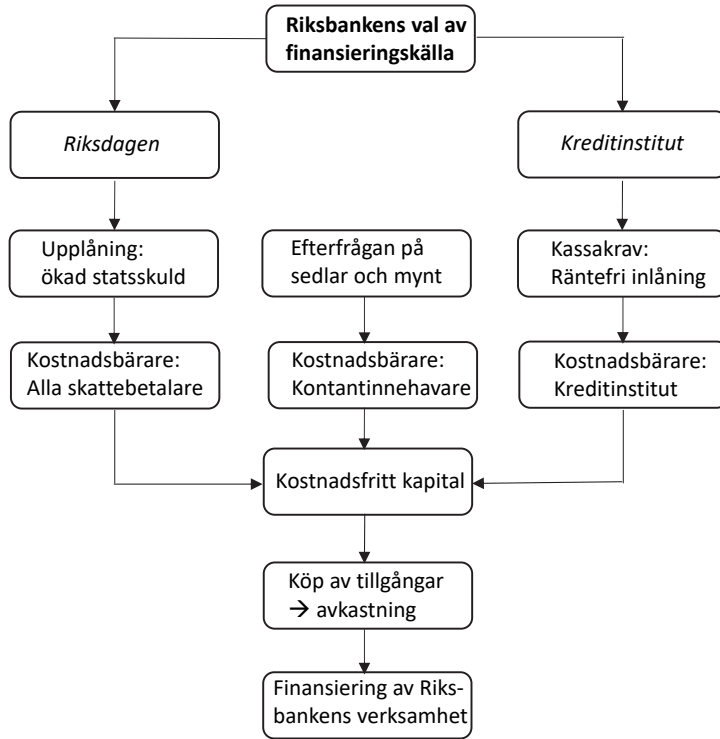 Riksbankens val av
finansieringskälla
Riksdagen
Kreditinstitut
Upplåning:
ökad statsskuld
Efterfrågan på
sedlar och mynt
Kassakrav:
Räntefri inlåning
Kostnadsbärare:
Alla skattebetalare
Kostnadsbärare:
Kontantinnehavare
Kostnadsbärare:
Kreditinstitut
Kostnadsfritt kapital
Köp av tillgångar
→ avkastning
Finansiering av Riks-
bankens verksamhet